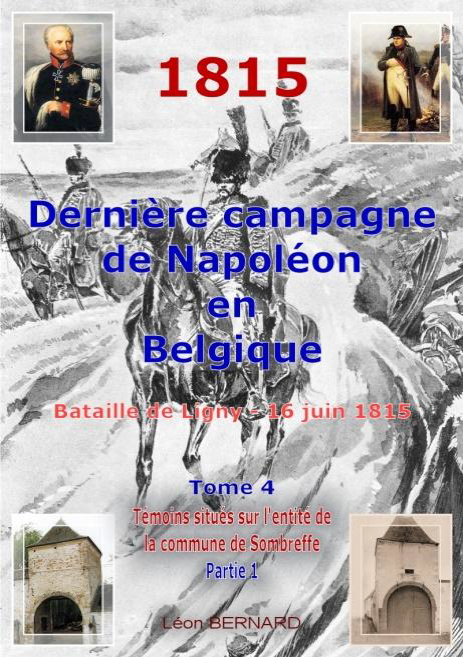 1815
Dernière campagne
de Napoléon
en
Belgique
Bataille de Ligny - 16 juin 1815
Tome 4
Témoins situés sur l'entité de
la commune de Sombreffe
Partie 1
Léon BERNARD